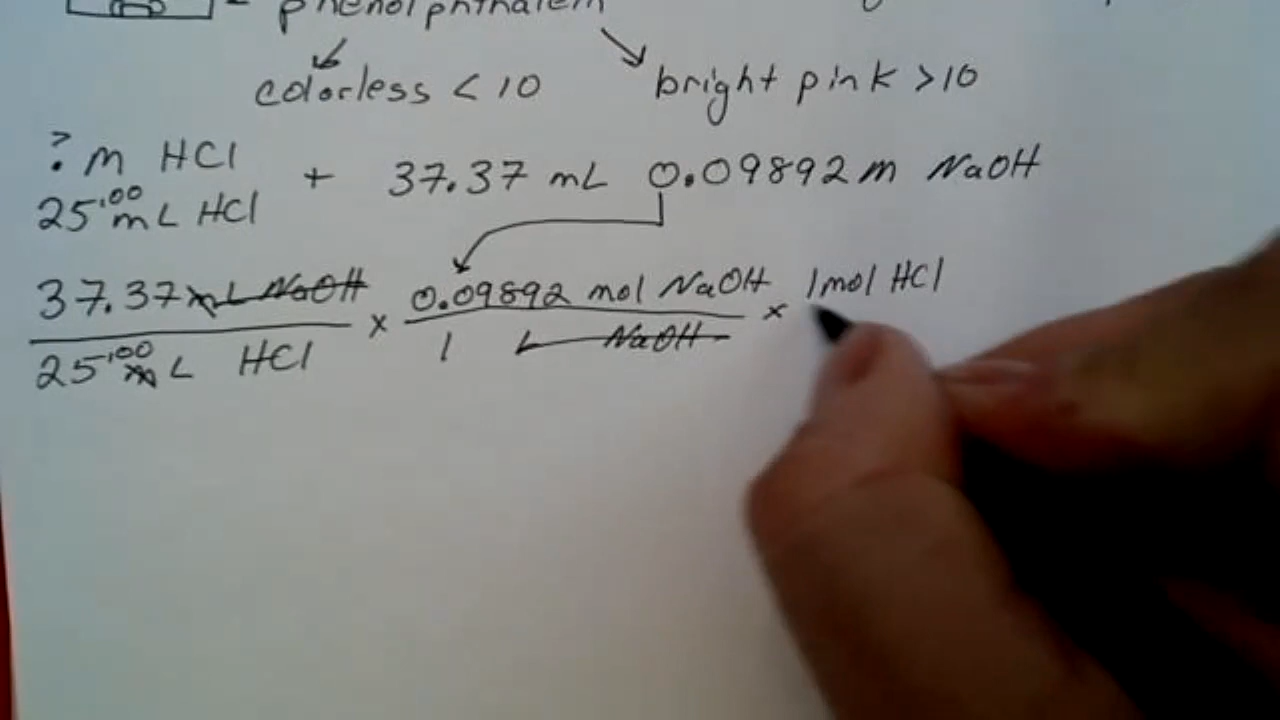 phenolphthalein
colorless < 10 bright pink > 10
? m HCl + 37.37 mL 0.09892 m NaOH
25.00 mL HCl
37.37 mL NaOH × 0.09892 mol NaOH × 1 mol HCl
25.00 mL HCl 1 L NaOH